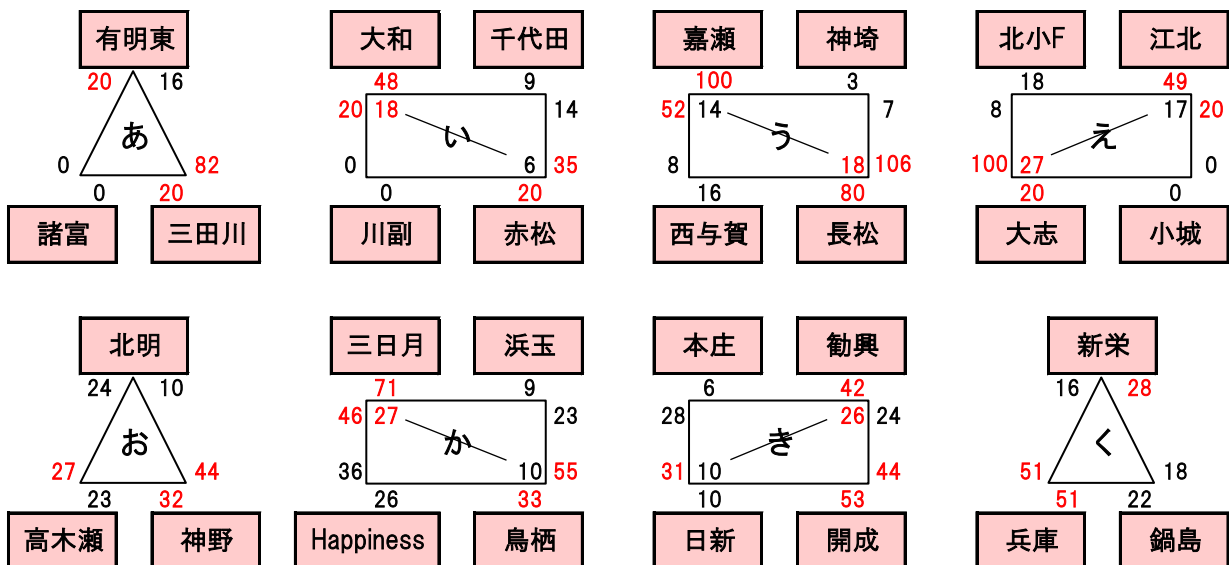 有明東 大和 千代田 嘉瀬 神埼 北小F 江北
20 16 48 9 100 3 18 49
20 18 14 52 14 7 8 17 20
あ い う え
0 82 0 6 35 8 18 106 100 27 0
0 20 0 20 16 80 20 0
諸富 三田川 川副 赤松 西与賀 長松 大志 小城
北明 三日月 浜玉 本庄 勧興 新栄
24 10 71 9 6 42 16 28
46 27 23 28 26 24
お か き く
27 44 36 10 55 31 10 44 51 18
23 32 26 33 10 53 51 22
高木瀬 神野 Happiness 鳥栖 日新 開成 兵庫 鍋島